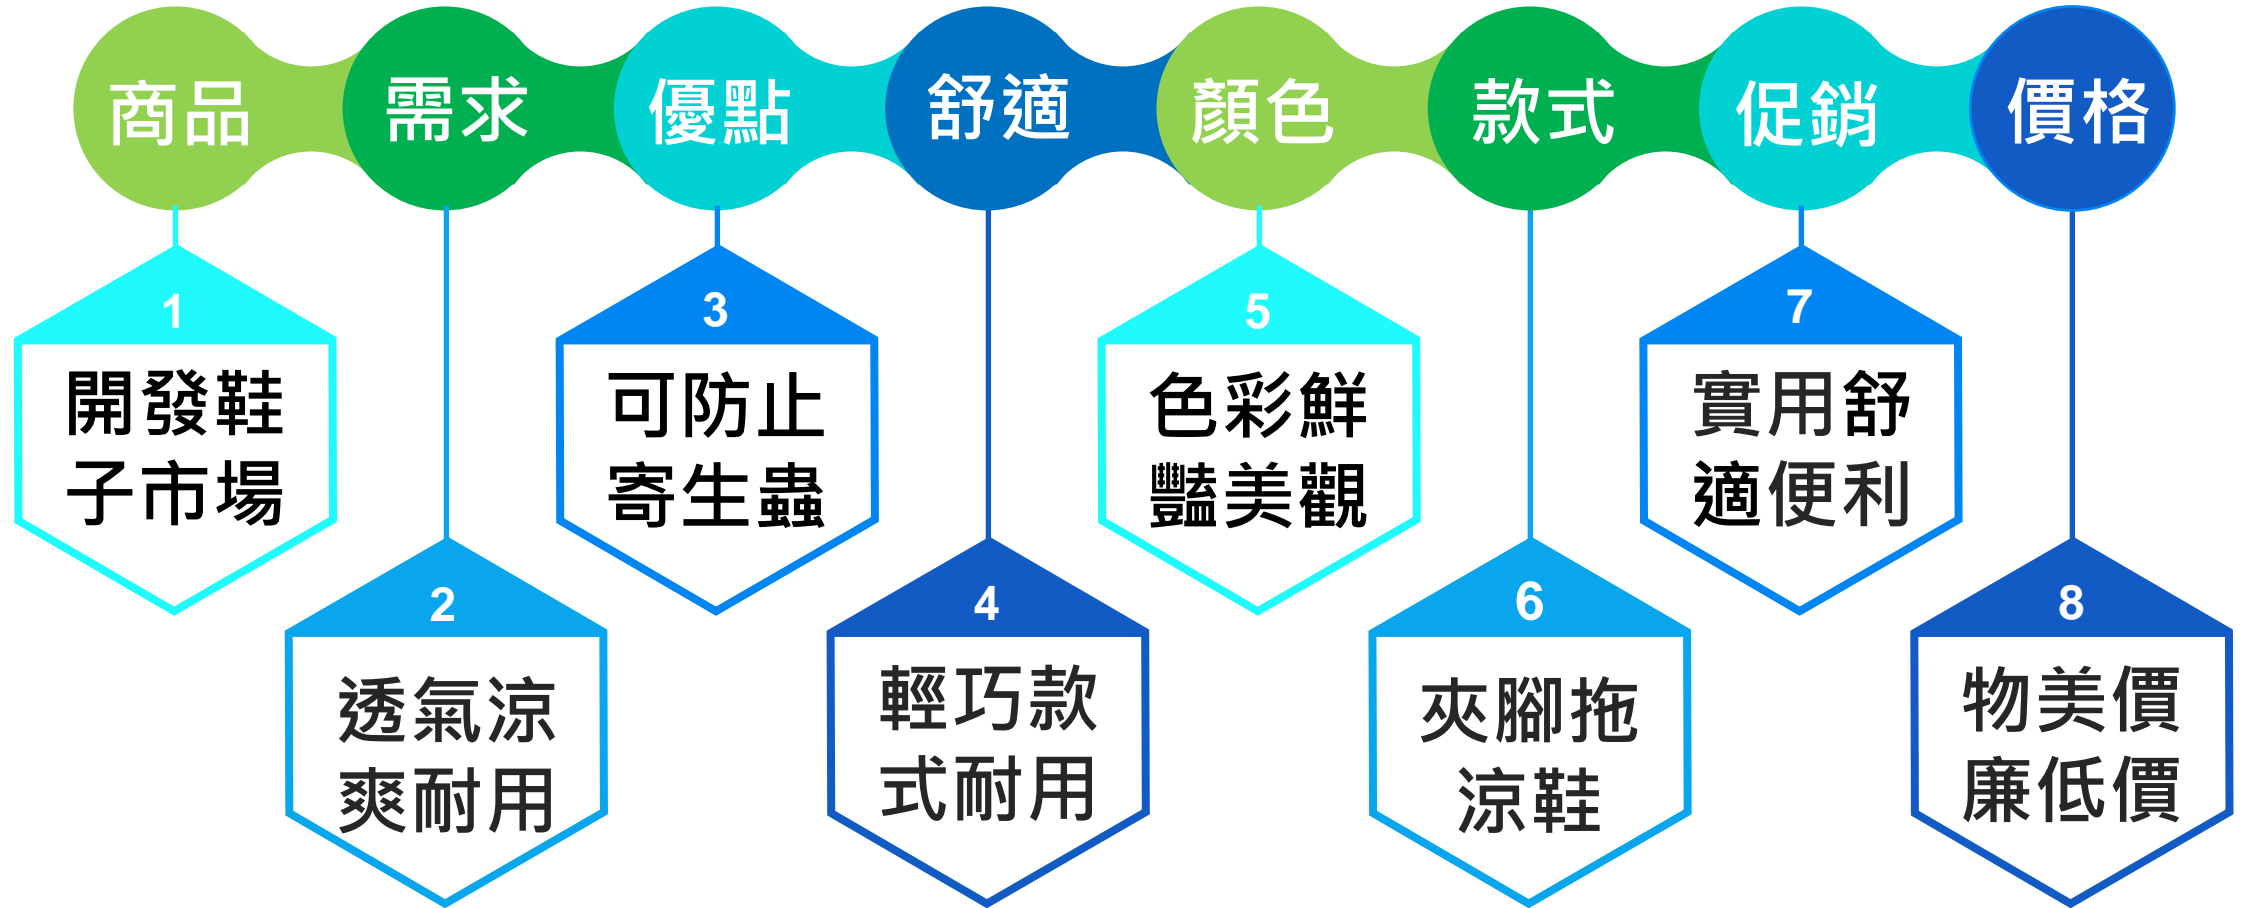 商品
需求
優點
舒適
顏色
款式
促銷
價格
1
開發鞋
子市場
2
透氣涼
爽耐用
3
可防止
寄生蟲
4
輕巧款
式耐用
5
色彩鮮
豔美觀
6
夾腳拖
涼鞋
7
實用舒
適便利
8
物美價
廉低價